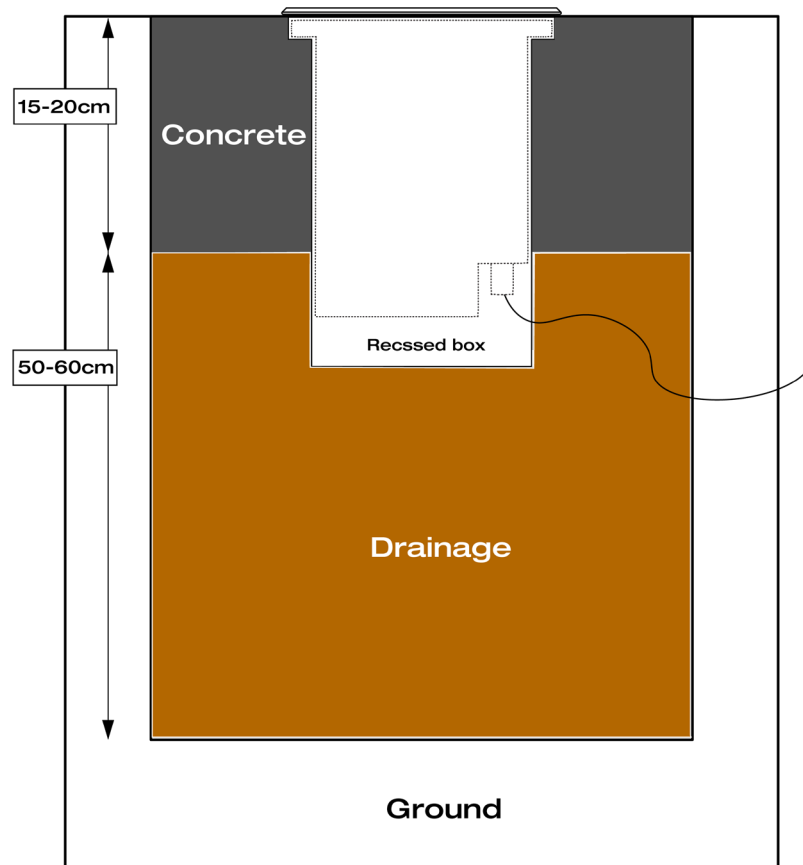 15-20cm
Concrete
Recssed box
50-60cm
Drainage
Ground